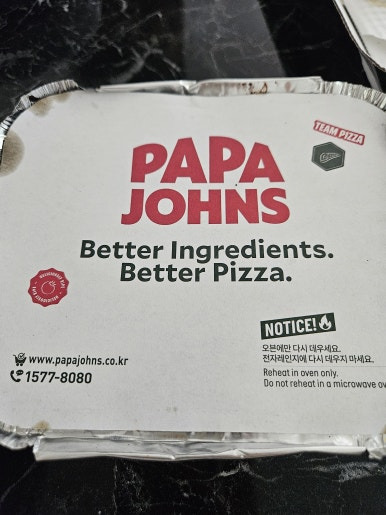 TEAM PIZZA
PAPA
JOHNS
Better Ingredients.
Better Pizza.
NOTICE!
오븐에만 다시 데우세요.
전자레인지에 다시 데우지 마세요.
Reheat in oven only.
Do not reheat in a microwave ov
www.papajohns.co.kr
1577-8080